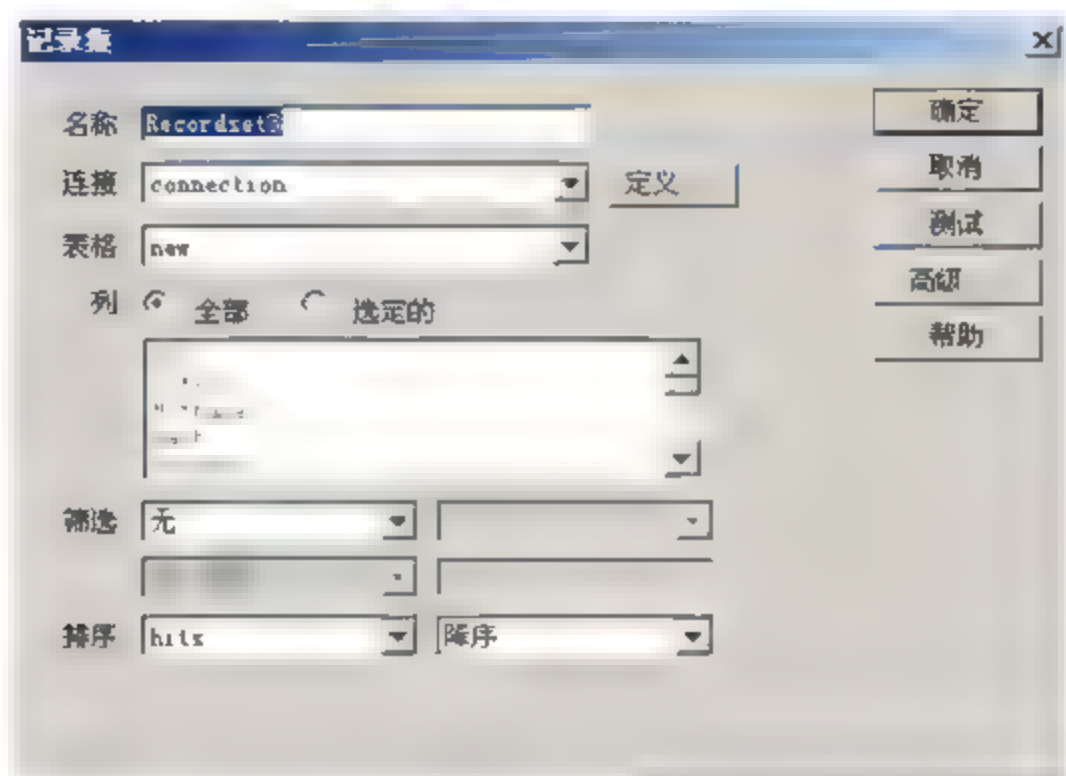 记录集
名称 Recordset3 确定
连接 connection 定义 取消
表格 new 测试
列 全部 选定的 高级
帮助
筛选 无
排序 hits 降序